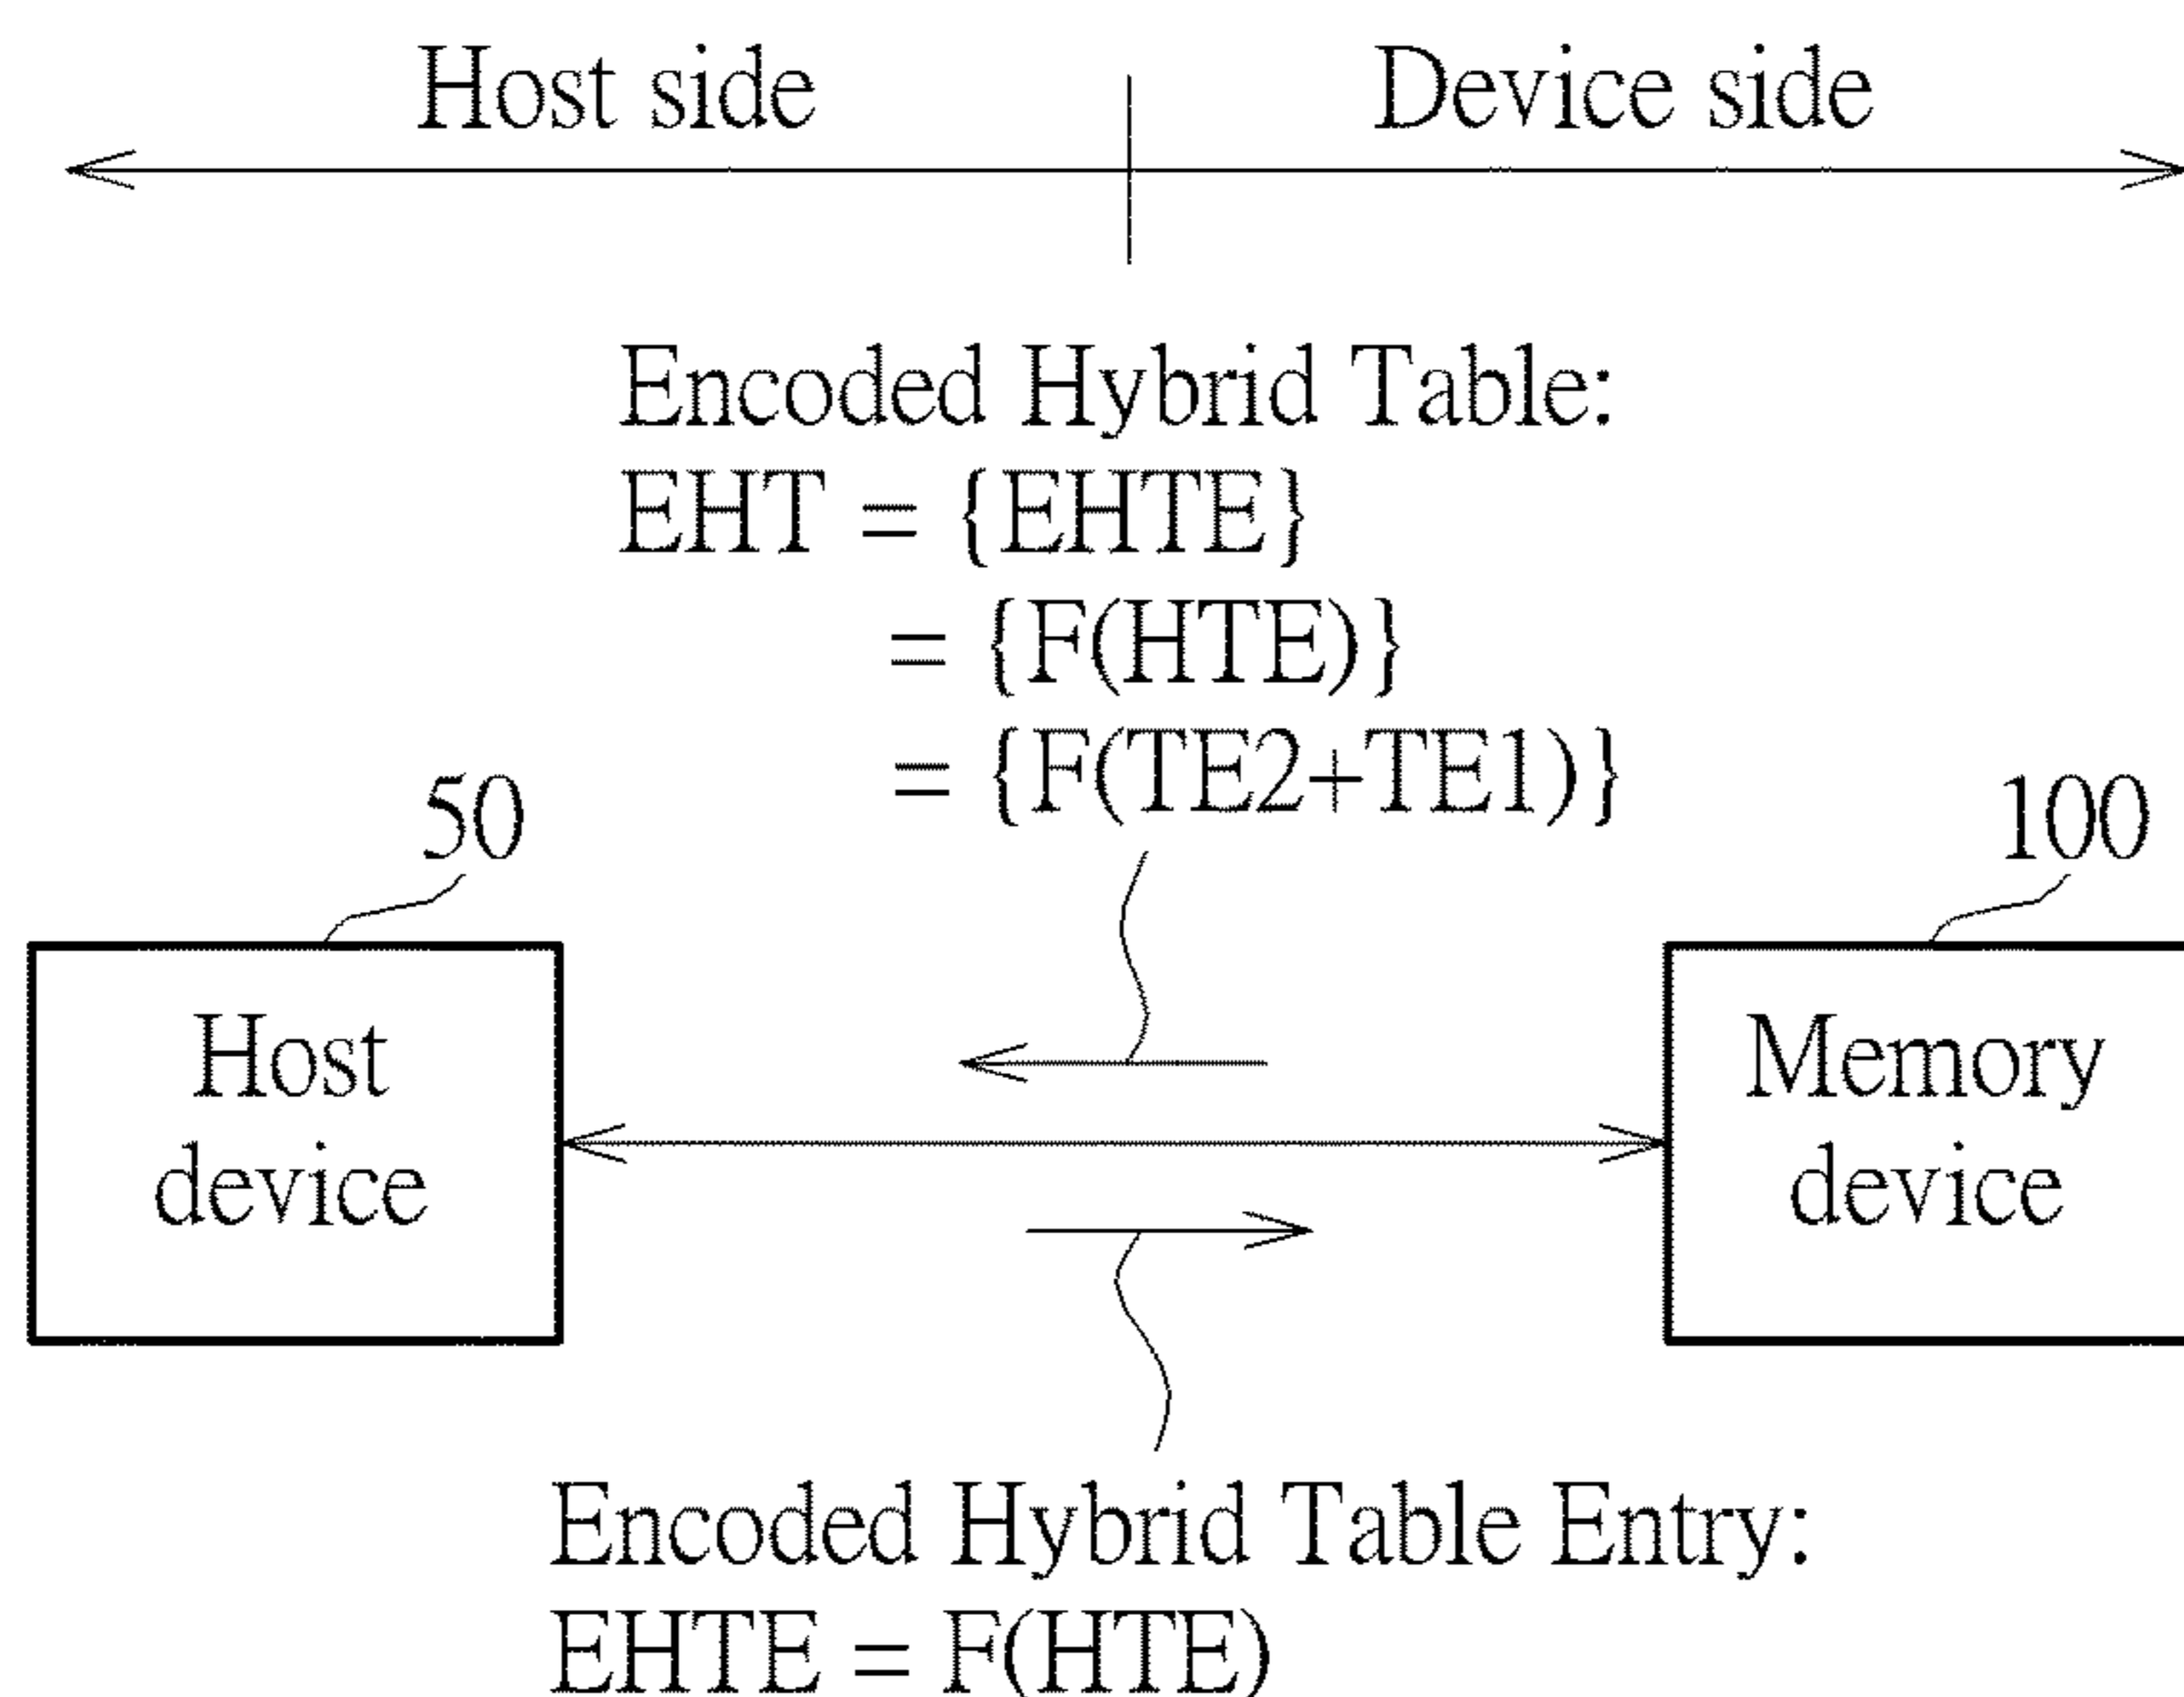 Host side
Device side
Encoded Hybrid Table:
EHT = {EHTE}
= {F(HTE)}
= {F(TE2+TE1)}
50
100
Host
device
Memory
device
Encoded Hybrid Table Entry:
EHTE = F(HTE)